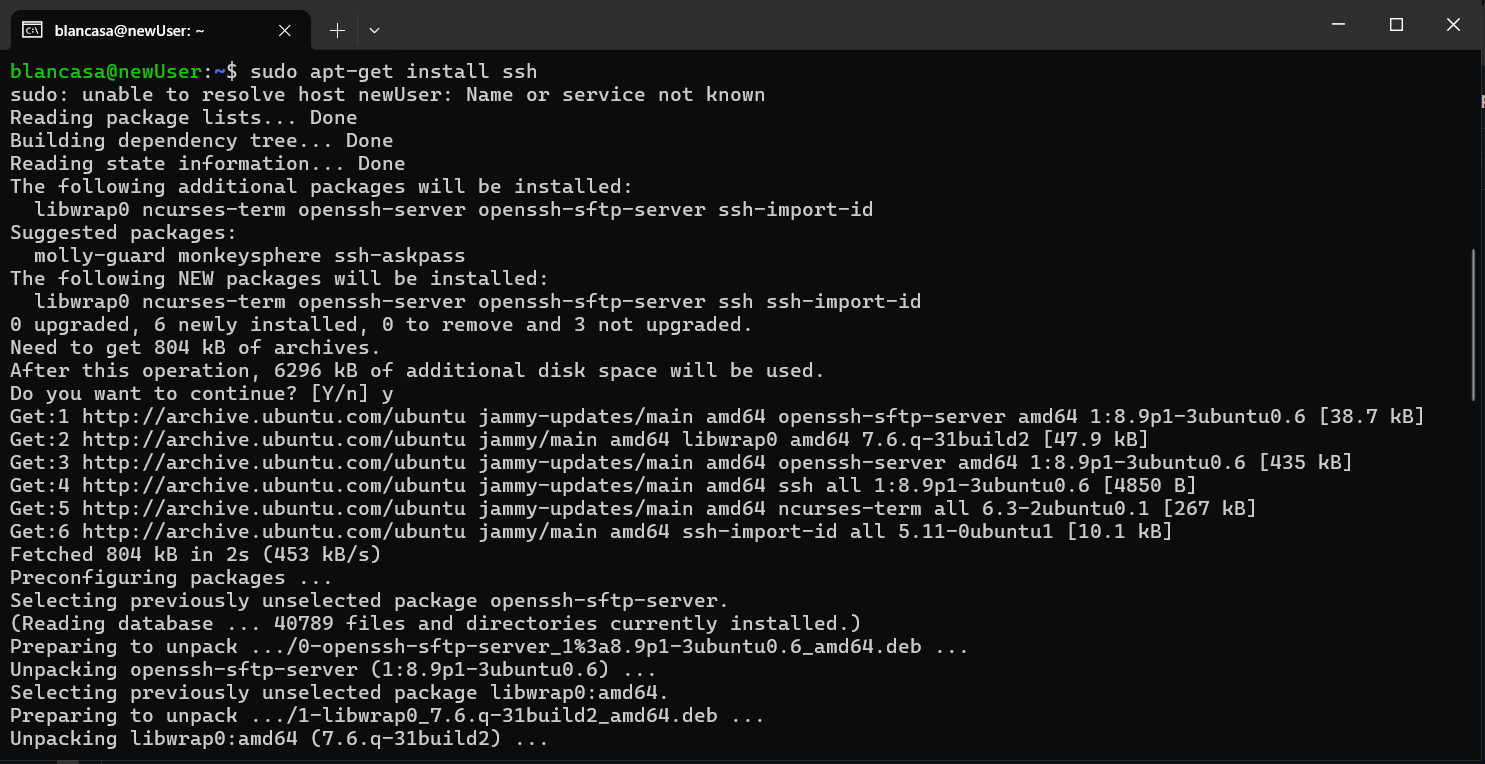 blancasa@newUser: ~
blancasa@newUser:~$ sudo apt-get install ssh
sudo: unable to resolve host newUser: Name or service not known
Reading package lists... Done
Building dependency tree... Done
Reading state information... Done
The following additional packages will be installed:
  libwrap0 ncurses-term openssh-server openssh-sftp-server ssh-import-id
Suggested packages:
  molly-guard monkeysphere ssh-askpass
The following NEW packages will be installed:
  libwrap0 ncurses-term openssh-server openssh-sftp-server ssh ssh-import-id
0 upgraded, 6 newly installed, 0 to remove and 3 not upgraded.
Need to get 804 kB of archives.
After this operation, 6296 kB of additional disk space will be used.
Do you want to continue? [Y/n] y
Get:1 http://archive.ubuntu.com/ubuntu jammy-updates/main amd64 openssh-sftp-server amd64 1:8.9p1-3ubuntu0.6 [38.7 kB]
Get:2 http://archive.ubuntu.com/ubuntu jammy/main amd64 libwrap0 amd64 7.6.q-31build2 [47.9 kB]
Get:3 http://archive.ubuntu.com/ubuntu jammy-updates/main amd64 openssh-server amd64 1:8.9p1-3ubuntu0.6 [435 kB]
Get:4 http://archive.ubuntu.com/ubuntu jammy-updates/main amd64 ssh all 1:8.9p1-3ubuntu0.6 [4850 B]
Get:5 http://archive.ubuntu.com/ubuntu jammy-updates/main amd64 ncurses-term all 6.3-2ubuntu0.1 [267 kB]
Get:6 http://archive.ubuntu.com/ubuntu jammy/main amd64 ssh-import-id all 5.11-0ubuntu1 [10.1 kB]
Fetched 804 kB in 2s (453 kB/s)
Preconfiguring packages ...
Selecting previously unselected package openssh-sftp-server.
(Reading database ... 40789 files and directories currently installed.)
Preparing to unpack .../0-openssh-sftp-server_1%3a8.9p1-3ubuntu0.6_amd64.deb ...
Unpacking openssh-sftp-server (1:8.9p1-3ubuntu0.6) ...
Selecting previously unselected package libwrap0:amd64.
Preparing to unpack .../1-libwrap0_7.6.q-31build2_amd64.deb ...
Unpacking libwrap0:amd64 (7.6.q-31build2) ...